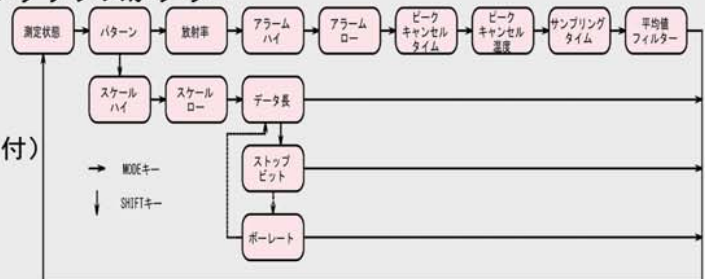 測定状態
パターン
放射率
アラーム
ハイ
アラーム
ロー
ピーク
キャンセル
タイム
ピーク
キャンセル
温度
サンプリング
タイム
平均値
フィルター
スケール
ハイ
スケール
ロー
データ長
付）
MODEキー
ストップ
ビット
SHIFTキー
ボーレート